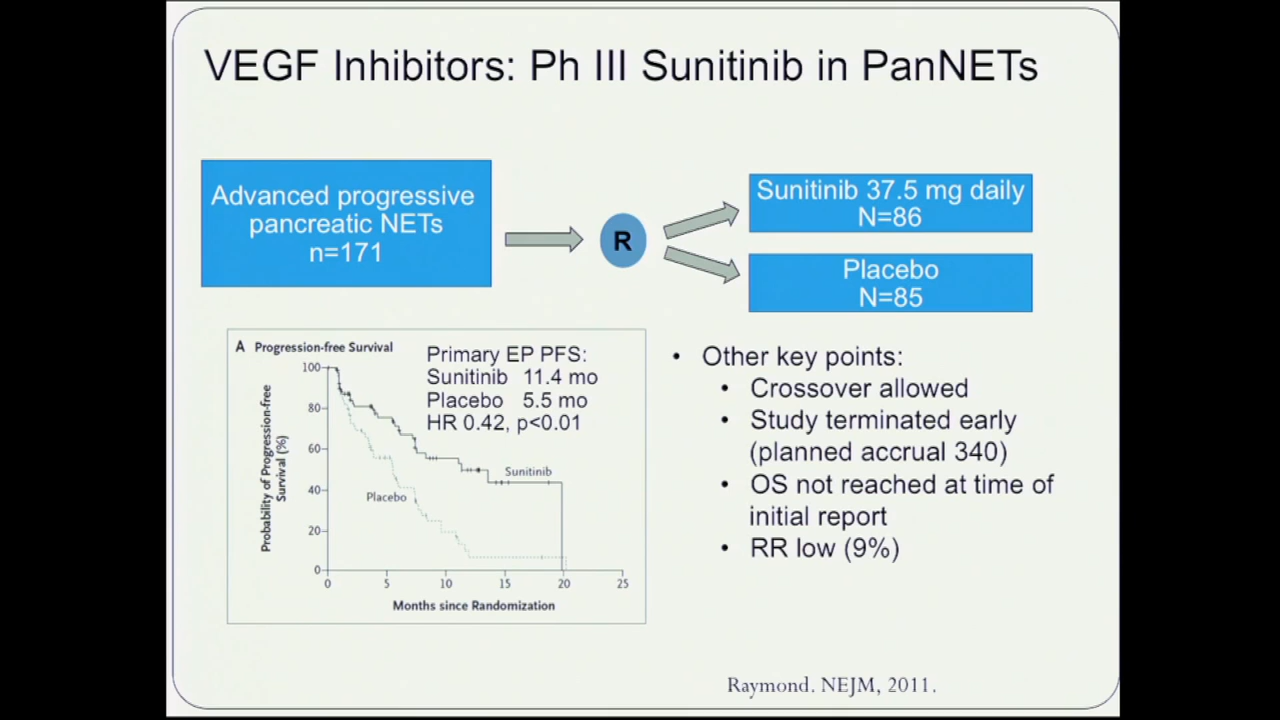 VEGF Inhibitors: Ph III Sunitinib in PanNETs
Advanced progressive
pancreatic NETs
n=171
R
Sunitinib 37.5 mg daily
N=86
Placebo
N=85
A Progression-free Survival
Primary EP PFS:
Sunitinib 11.4 mo
Placebo 5.5 mo
HR 0.42, p<0.01
Probability of Progression-free
Survival (%)
100
80
60
40
20
0
Sunitinib
Placebo
0 5 10 15 20 25
Months since Randomization
• Other key points:
• Crossover allowed
• Study terminated early
(planned accrual 340)
• OS not reached at time of
initial report
• RR low (9%)
Raymond. NEJM, 2011.